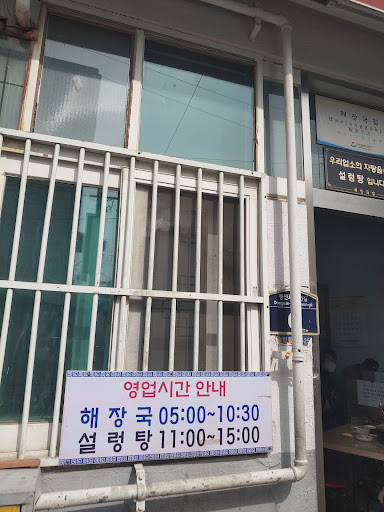 해장국집
우리업소의 자랑음
설렁탕 입니다
영업시간 안내
해장국 05:00~10:30
설렁탕 11:00~15:00